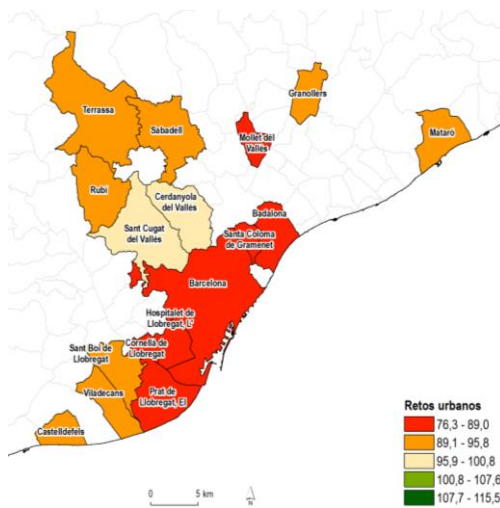 Terrassa
Sabadell
Granollers
Mollet del
Vallès
Mataró
Rubí
Cerdanyola
del Vallès
Sant Cugat
del Vallès
Badalona
Santa Coloma
de Gramenet
Barcelona
Hospitalet de
Llobregat, L'
Cornellà de
Llobregat
Sant Boi de
Llobregat
Viladecans
Prat de
Llobregat, El
Castelldefels
0 5 km
N
Retos urbanos
76,3 - 89,0
89,1 - 95,8
95,9 - 100,8
100,8 - 107,6
107,7 - 115,5